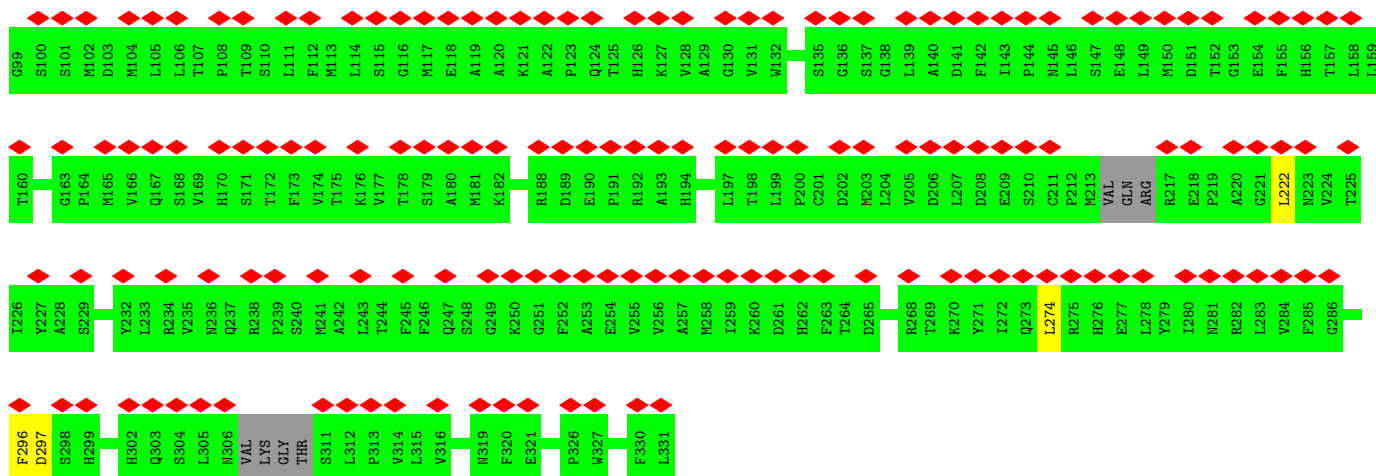 G99 S100 S101 M102 D103 M104 L105 L106 T107 P108 T109 S110 L111 F112 M113 L114 S115 G116 M117 E118 A119 A120 K121 A122 P123 Q124 T125 H126 K127 V128 A129 G130 V131 W132 S135 G136 S137 G138 L139 A140 D141 F142 I143 P144 N145 L146 S147 E148 L149 M150 D151 T152 G153 E154 F155 H156 T157 L158 L159
T160 G163 P164 M165 V166 Q167 S168 V169 H170 S171 T172 F173 V174 T175 K176 V177 T178 S179 A180 M181 K182 R188 D189 E190 P191 R192 A193 H194 L197 T198 L199 P200 C201 D202 M203 L204 V205 D206 L207 D208 E209 S210 C211 P212 M213 VAL GLN ARG R217 E218 P219 A220 G221 L222 N223 V224 T225
I226 Y227 A228 S229 Y232 L233 R234 V235 N236 Q237 R238 P239 S240 M241 A242 L243 T244 F245 F246 Q247 S248 G249 K250 G251 F252 A253 E254 V255 V256 A257 M258 I259 K260 D261 H262 F263 T264 D265 R268 T269 K270 Y271 I272 Q273 L274 R275 H276 E277 L278 Y279 I280 N281 R282 L283 V284 F285 G286
F296 D297 S298 H299 H302 Q303 S304 L305 N306 VAL LYS GLY THR S311 L312 P313 V314 L315 V316 N319 F320 E321 P326 W327 F330 L331